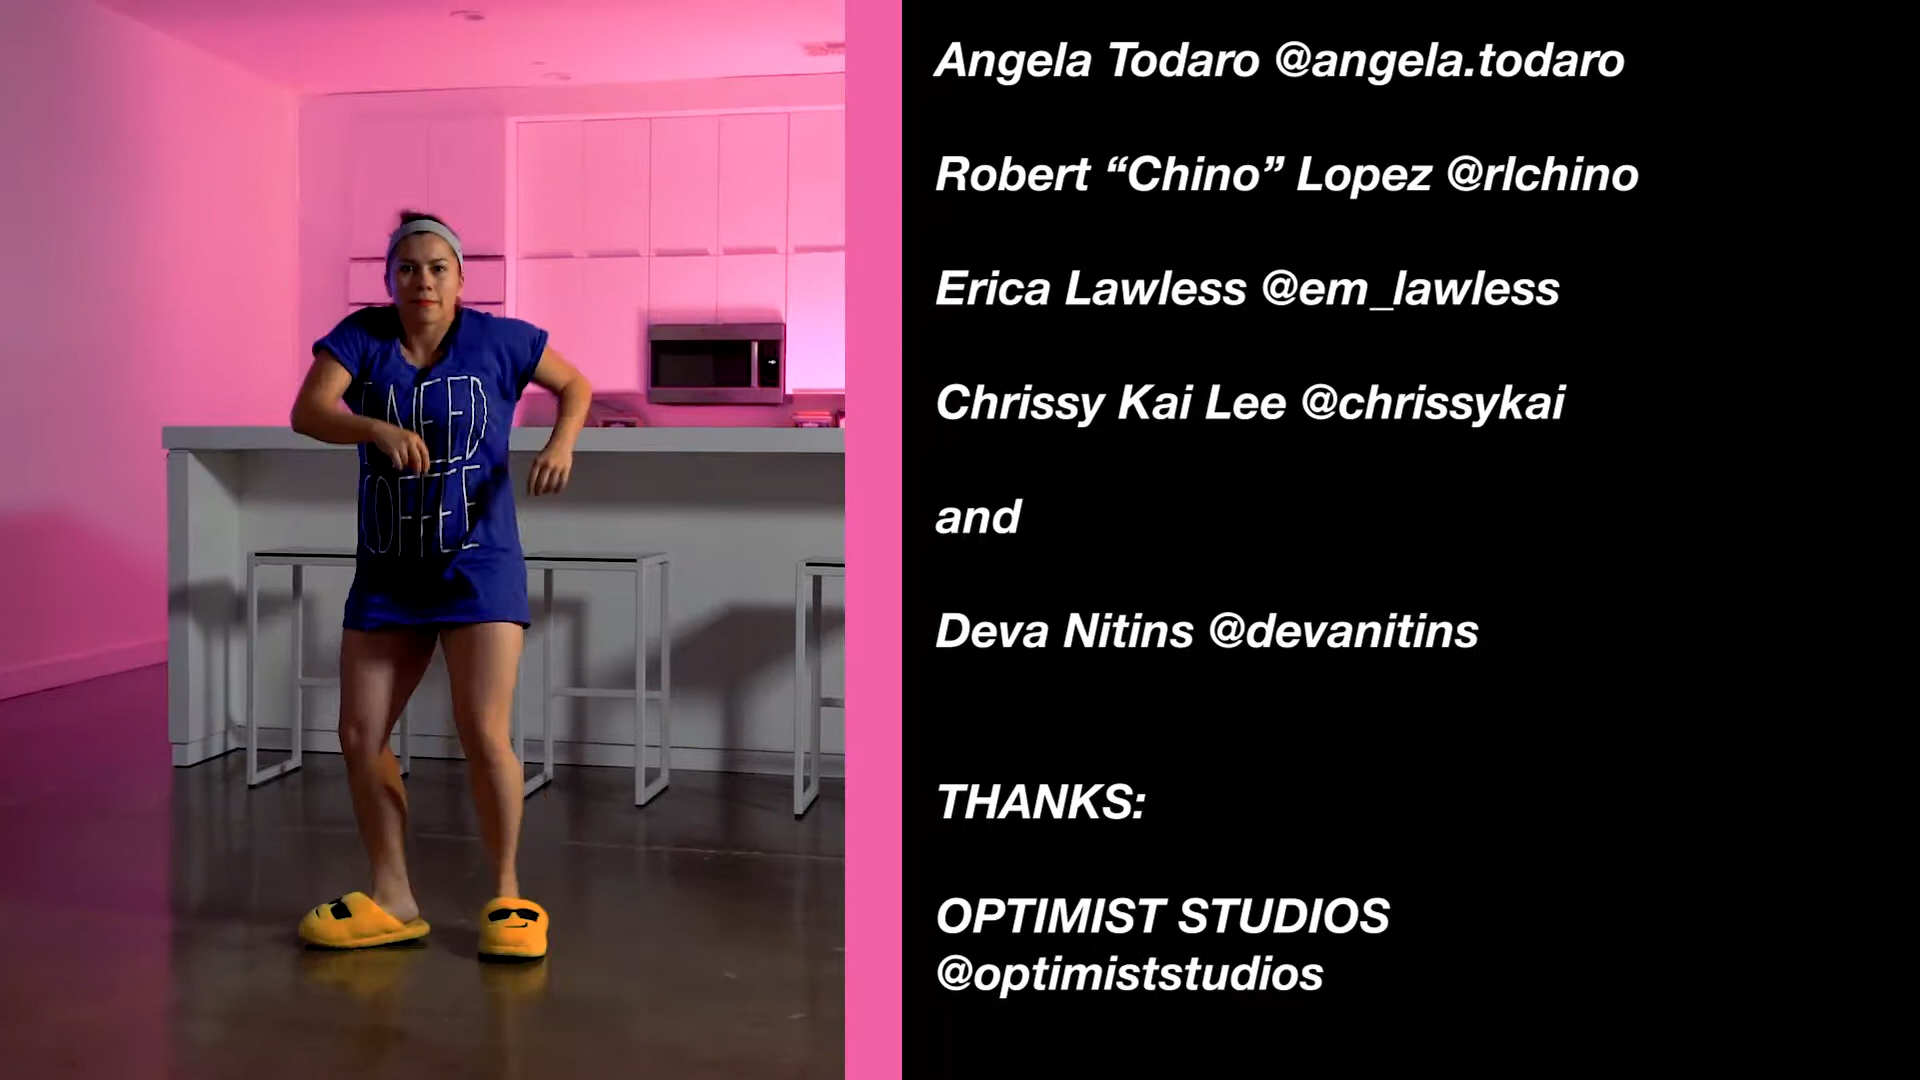 I NEED
COFFEE
Angela Todaro @angela.todaro
Robert “Chino” Lopez @rlchino
Erica Lawless @em_lawless
Chrissy Kai Lee @chrissykai
and
Deva Nitins @devanitins
THANKS:
OPTIMIST STUDIOS
@optimiststudios